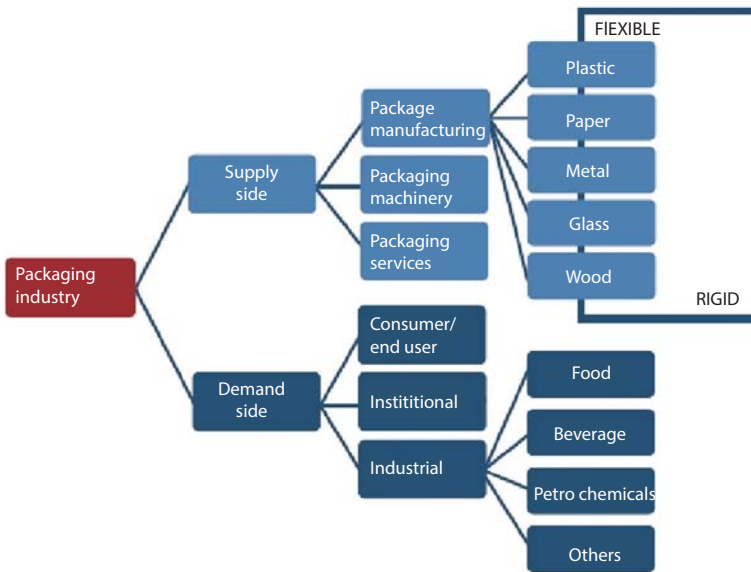 FlEXIBLE
Plastic
Package
manufacturing
Paper
Supply
side
Packaging
machinery
Metal
Packaging
services
Glass
Packaging
industry
Wood
RIGID
Consumer/
end user
Demand
side
Instititional
Industrial
Food
Beverage
Petro chemicals
Others